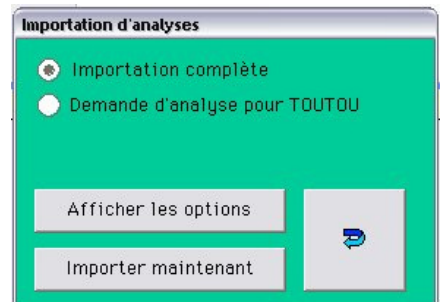 Importation d'analyses
Importation complète
Demande d'analyse pour TOUTOU
Afficher les options
Importer maintenant